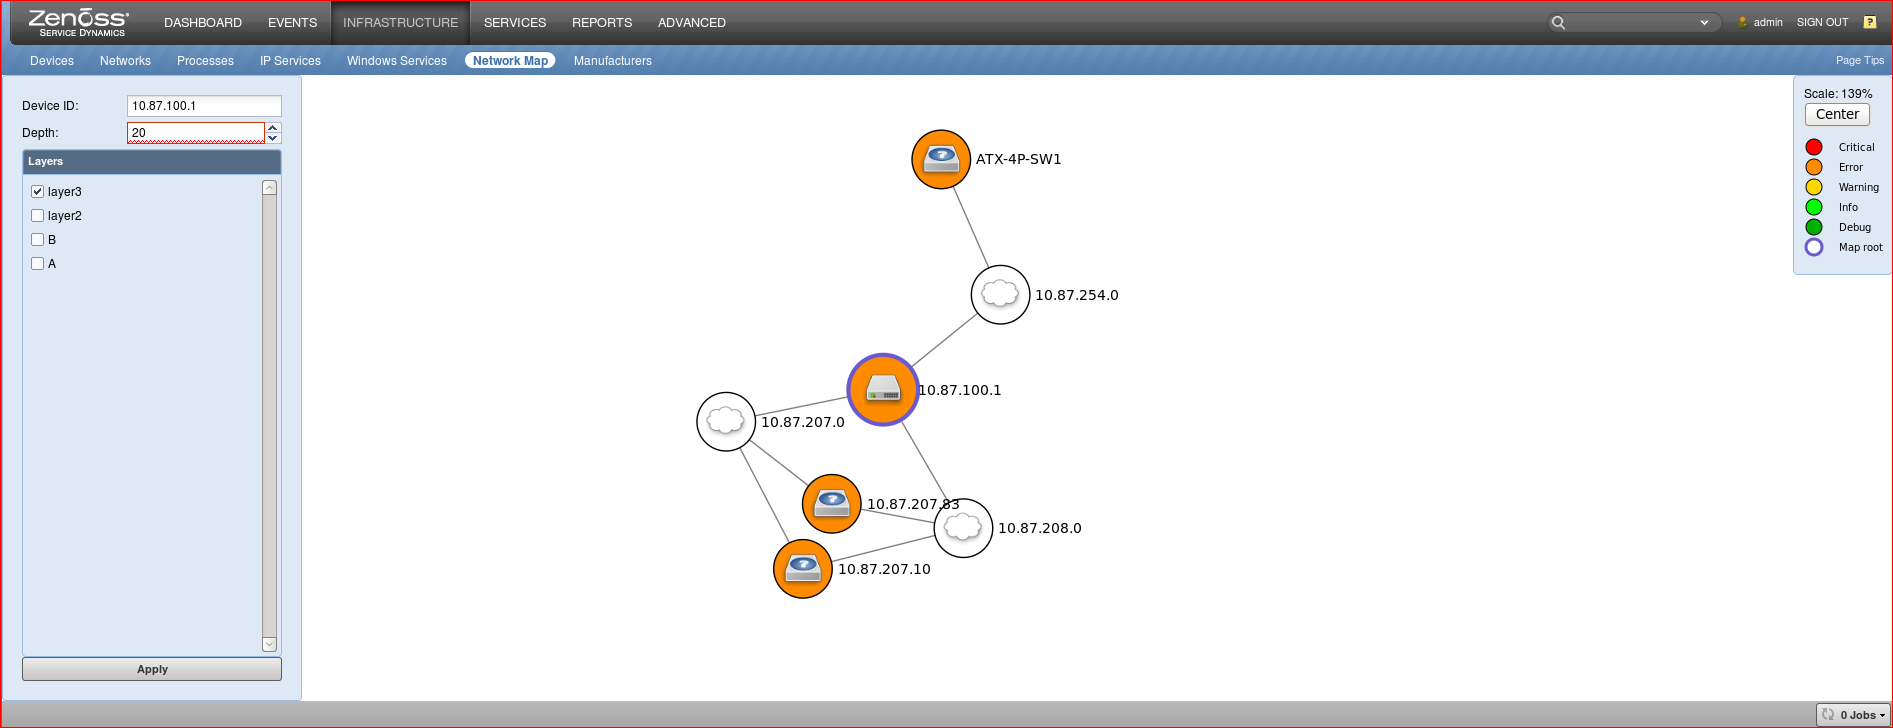 Zenoss
SERVICE DYNAMICS
DASHBOARD EVENTS INFRASTRUCTURE SERVICES REPORTS ADVANCED
admin SIGN OUT ?
Devices Networks Processes IP Services Windows Services Network Map Manufacturers
Page Tips
Device ID: 10.87.100.1
Depth: 20
Layers
layer3
layer2
B
A
Apply
ATX-4P-SW1
10.87.254.0
10.87.100.1
10.87.207.0
10.87.207.83
10.87.208.0
10.87.207.10
Scale: 139%
Center
Critical
Error
Warning
Info
Debug
Map root
0 Jobs